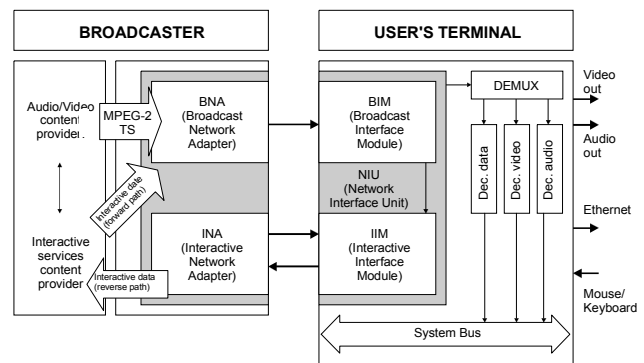 BROADCASTER
USER'S TERMINAL
Audio/Video
content
provider.
MPEG-2
TS
BNA
(Broadcast
Network
Adapter)
BIM
(Broadcast
Interface
Module)
DEMUX
Video
out
Audio
out
Dec. data
Dec. video
Dec. audio
NIU
(Network
Interface Unit)
Interactive date
(forward path)
Interactive
services
content
provider
Interactive data
(reverse path)
INA
(Interactive
Network
Adapter)
IIM
(Interactive
Interface
Module)
Ethernet
Mouse/
Keyboard
System Bus